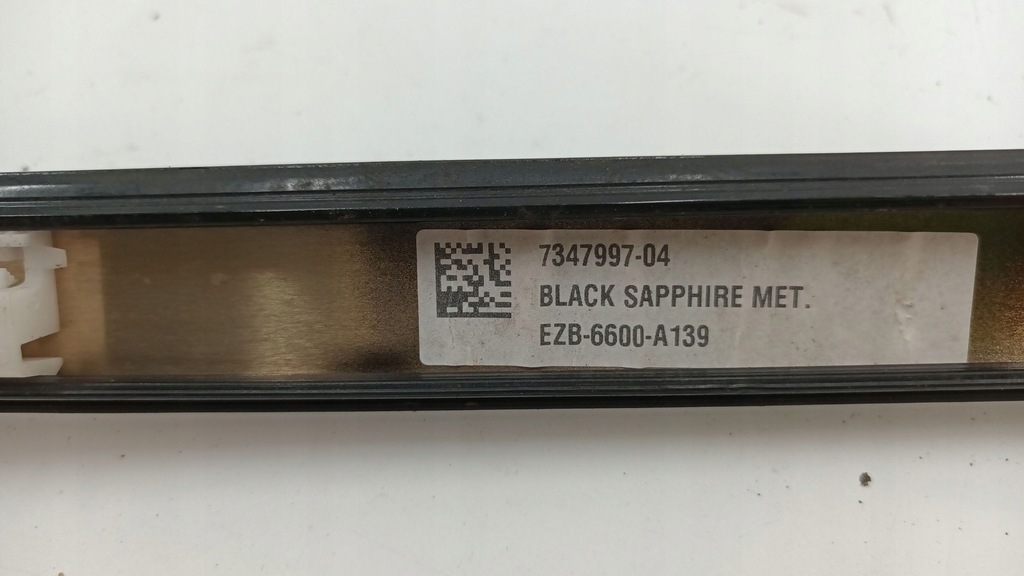 7347997-04
BLACK SAPPHIRE MET.
EZB-6600-A139